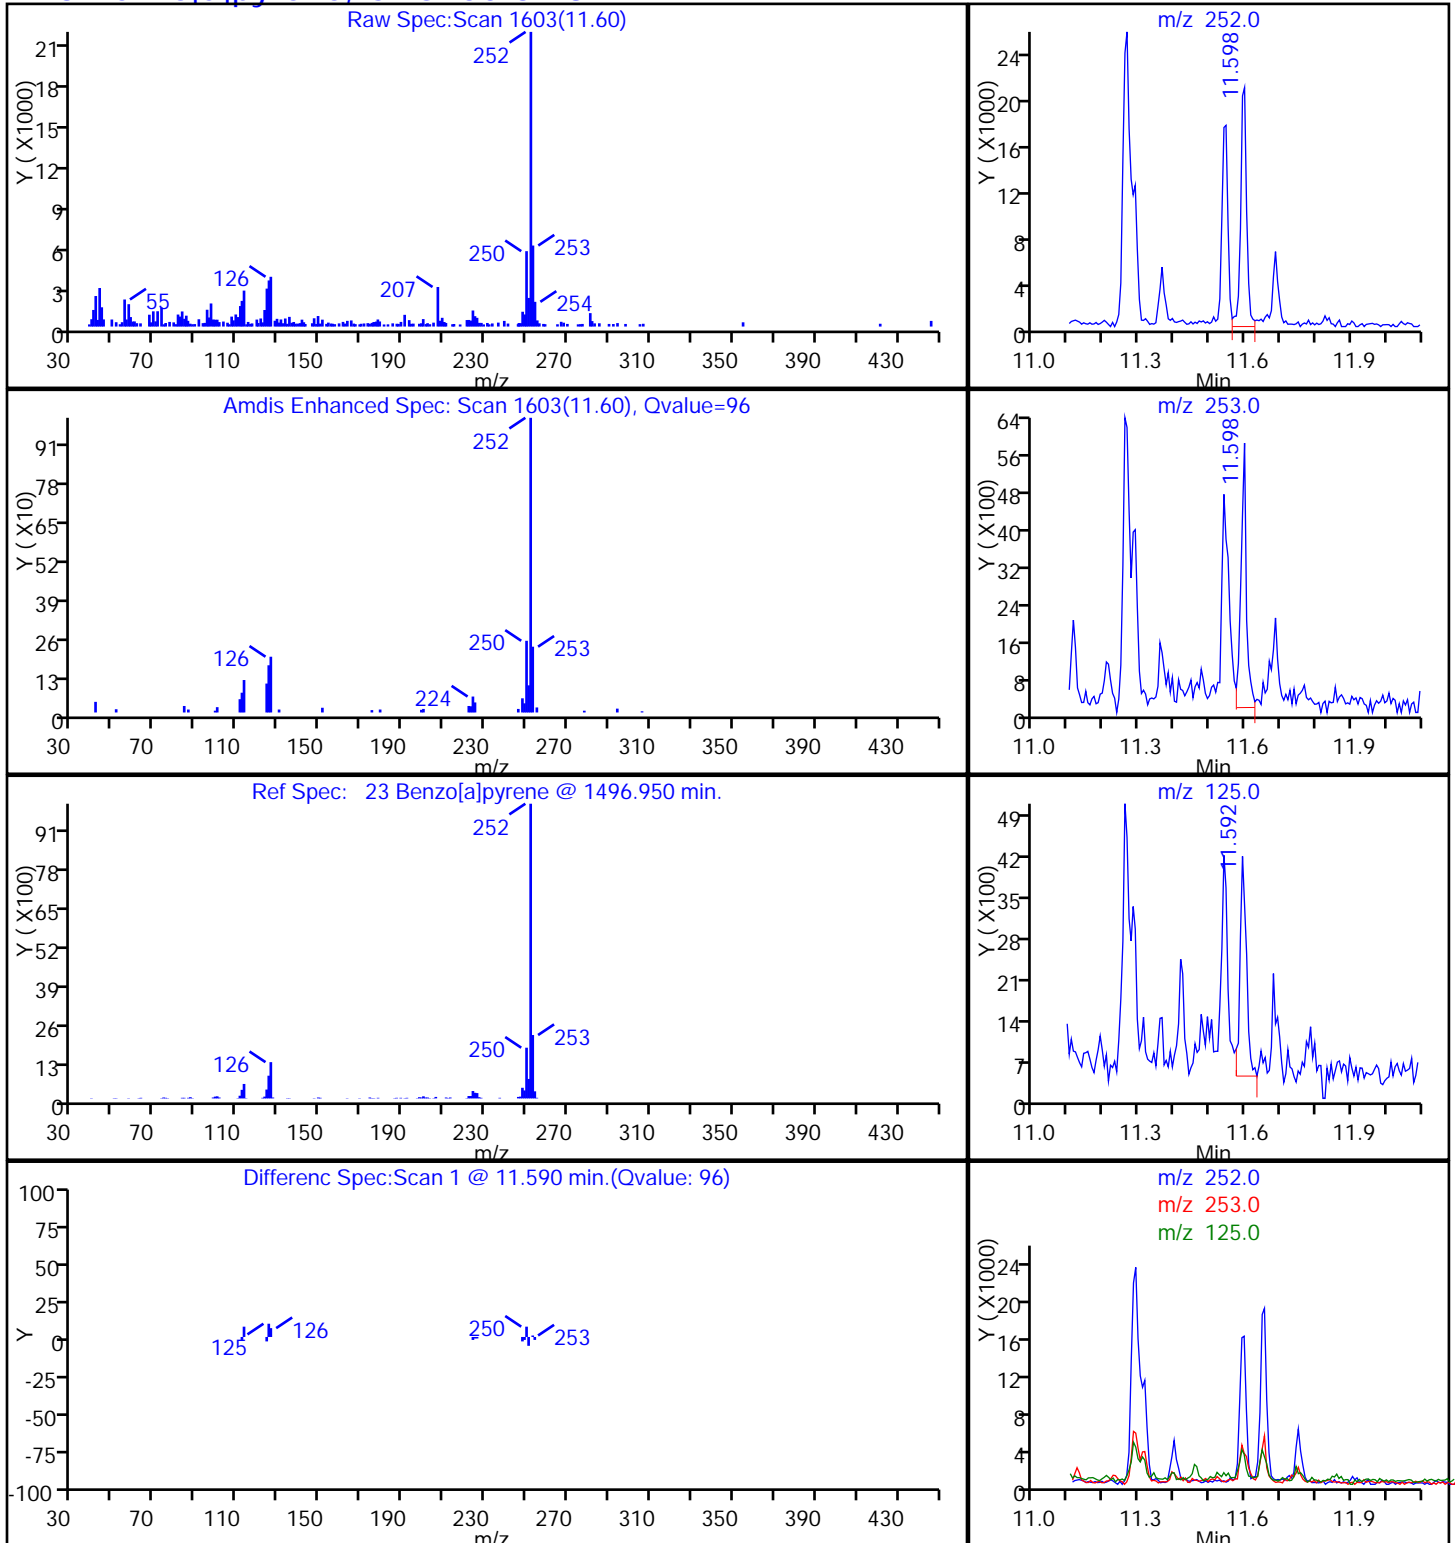 Raw Spec:Scan 1603(11.60)
21
18
15
12
9
6
3
0
Y ( X1000)
252
250
253
254
207
126
55
30 70 110 150 190 230 270 310 350 390 430
m/z
m/z 252.0
24
20
16
12
8
4
0
Y ( X1000)
11.598
11.0 11.3 11.6 11.9
Min
Amdis Enhanced Spec: Scan 1603(11.60), Qvalue=96
91
78
65
52
39
26
13
0
Y ( X10)
252
250
253
224
126
30 70 110 150 190 230 270 310 350 390 430
m/z
m/z 253.0
64
56
48
40
32
24
16
8
0
Y ( X100)
11.598
11.0 11.3 11.6 11.9
Min
Ref Spec: 23 Benzo[a]pyrene @ 1496.950 min.
91
78
65
52
39
26
13
0
Y ( X100)
252
250
253
126
30 70 110 150 190 230 270 310 350 390 430
m/z
m/z 125.0
49
42
35
28
21
14
7
0
Y ( X100)
11.592
11.0 11.3 11.6 11.9
Min
Differenc Spec:Scan 1 @ 11.590 min.(Qvalue: 96)
100
75
50
25
0
-25
-50
-75
-100
Y
125
126
250
253
30 70 110 150 190 230 270 310 350 390 430
m/z
m/z 252.0
m/z 253.0
m/z 125.0
24
20
16
12
8
4
0
Y ( X1000)
11.0 11.3 11.6 11.9
Min